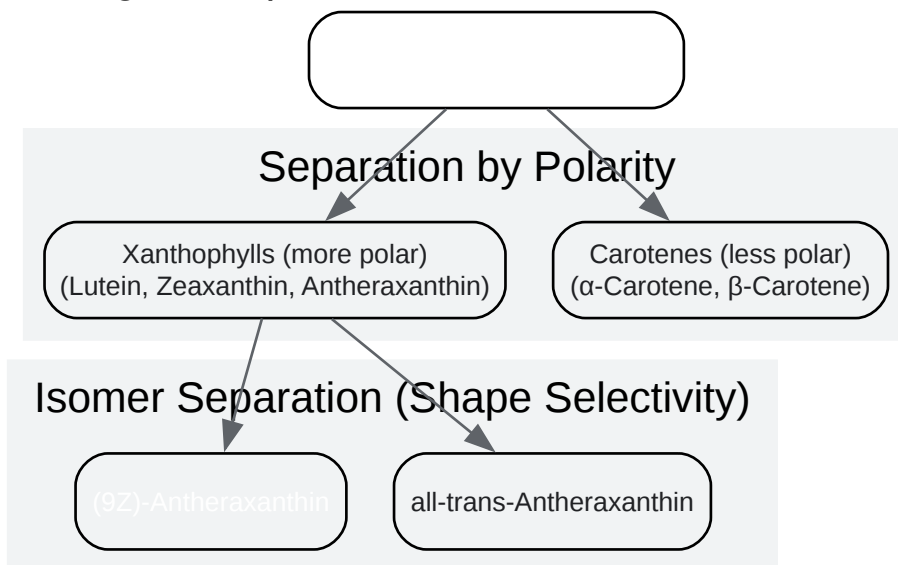 Separation by Polarity
Xanthophylls (more polar)
(Lutein, Zeaxanthin, Antheraxanthin)
Carotenes (less polar)
(α-Carotene, β-Carotene)
Isomer Separation (Shape Selectivity)
(9Z)-Antheraxanthin
all-trans-Antheraxanthin